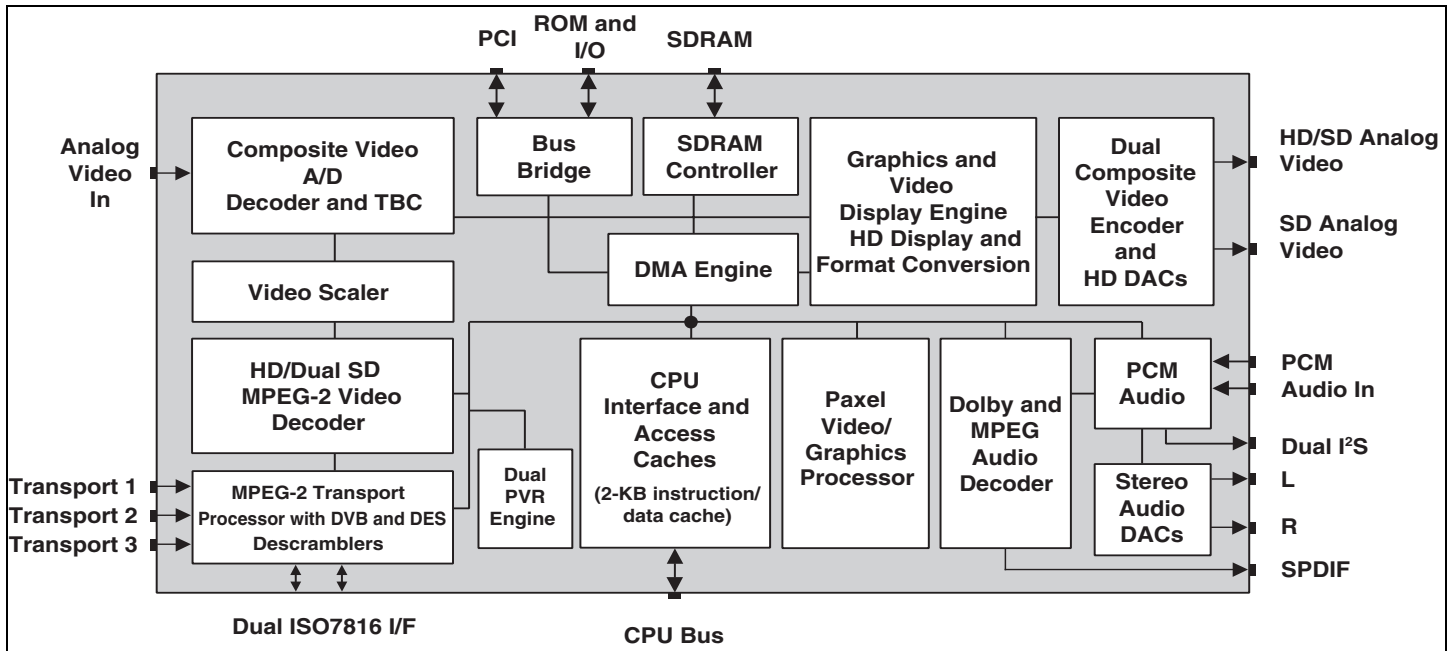 PCI
ROM and
I/O
SDRAM
Analog
Video
In
Composite Video
A/D
Decoder and TBC
Bus
Bridge
SDRAM
Controller
Graphics and
Video
Display Engine
HD Display and
Format Conversion
Dual
Composite
Video
Encoder
and
HD DACs
HD/SD Analog
Video
SD Analog
Video
Video Scaler
DMA Engine
HD/Dual SD
MPEG-2 Video
Decoder
Dual
PVR
Engine
CPU
Interface and
Access
Caches
(2-KB instruction/
data cache)
Paxel
Video/
Graphics
Processor
Dolby and
MPEG
Audio
Decoder
PCM
Audio
PCM
Audio In
Dual I²S
Stereo
Audio
DACs
L
R
SPDIF
Transport 1
Transport 2
Transport 3
MPEG-2 Transport
Processor with DVB and DES
Descramblers
Dual ISO7816 I/F
CPU Bus